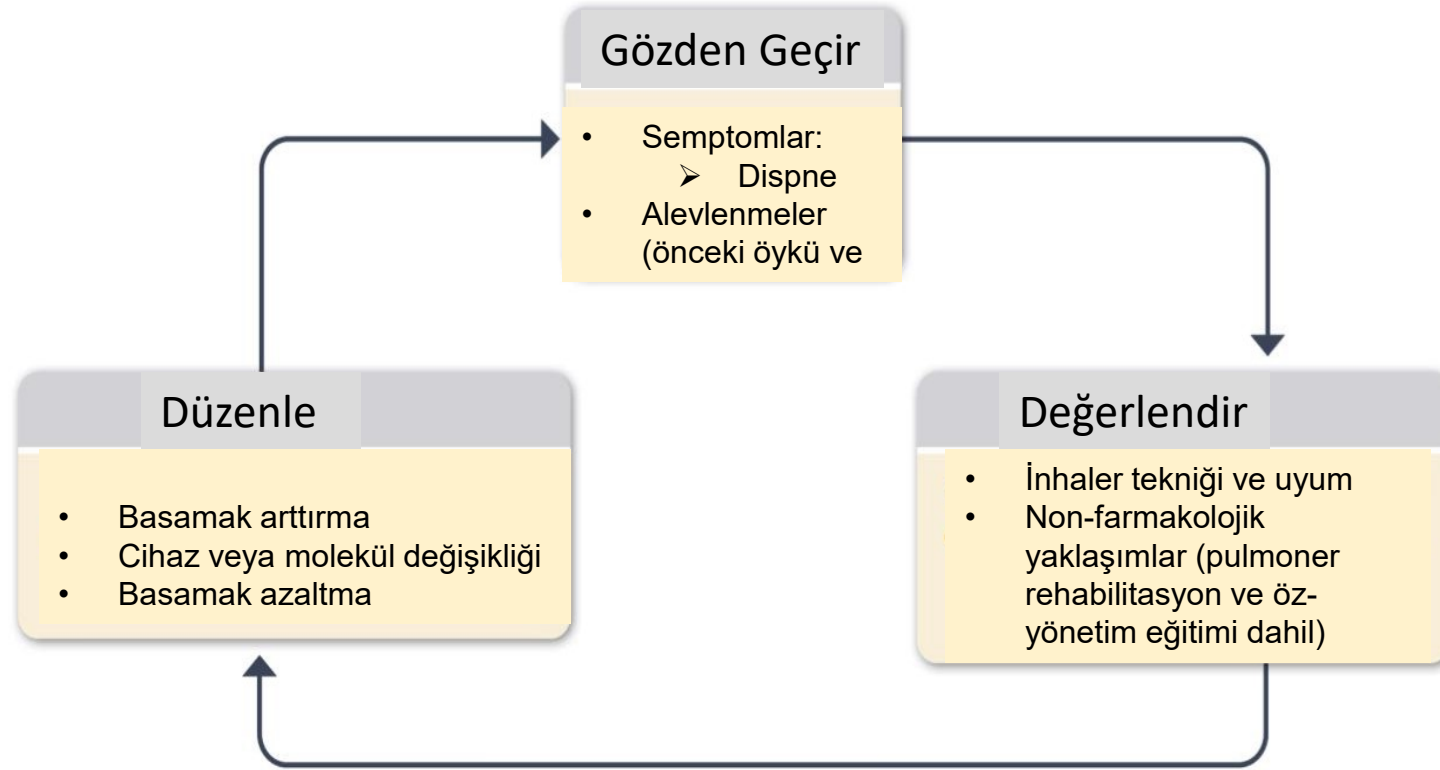 Gözden Geçir
• Semptomlar:
➢ Dispne
• Alevlenmeler
(önceki öykü ve
Düzenle
• Basamak arttırma
• Cihaz veya molekül değişikliği
• Basamak azaltma
Değerlendir
• İnhaler tekniği ve uyum
• Non-farmakolojik
yaklaşımlar (pulmoner
rehabilitasyon ve öz-
yönetim eğitimi dahil)